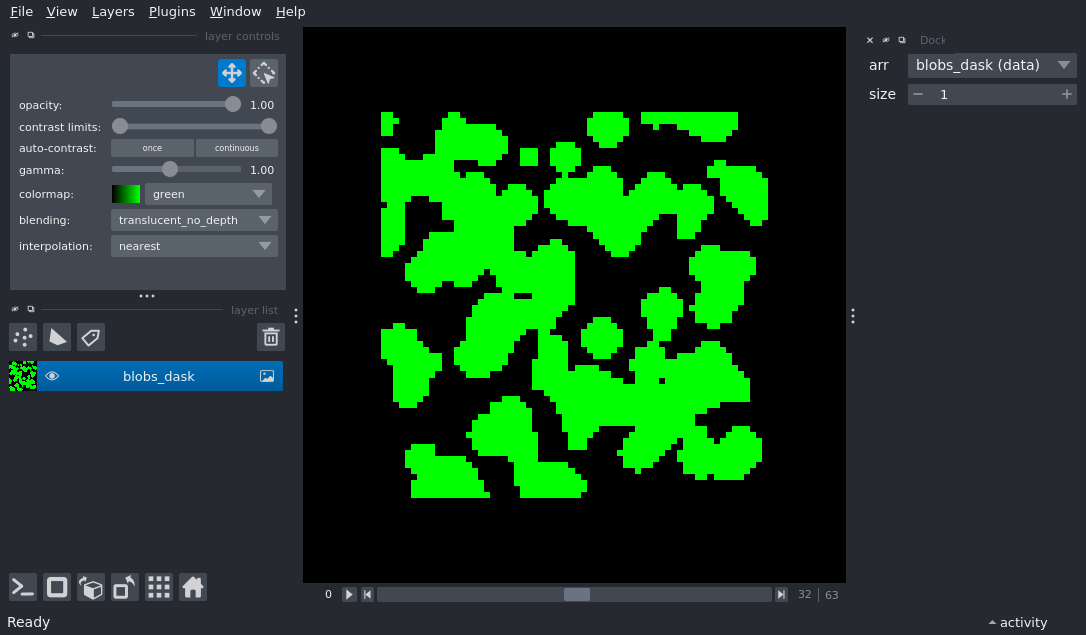 File View Layers Plugins Window Help
layer controls
opacity: 1.00
contrast limits:
auto-contrast: once continuous
gamma: 1.00
colormap: green
blending: translucent_no_depth
interpolation: nearest
layer list
blobs_dask
0 32 63
Dock
arr blobs_dask (data)
size 1
Ready
activity